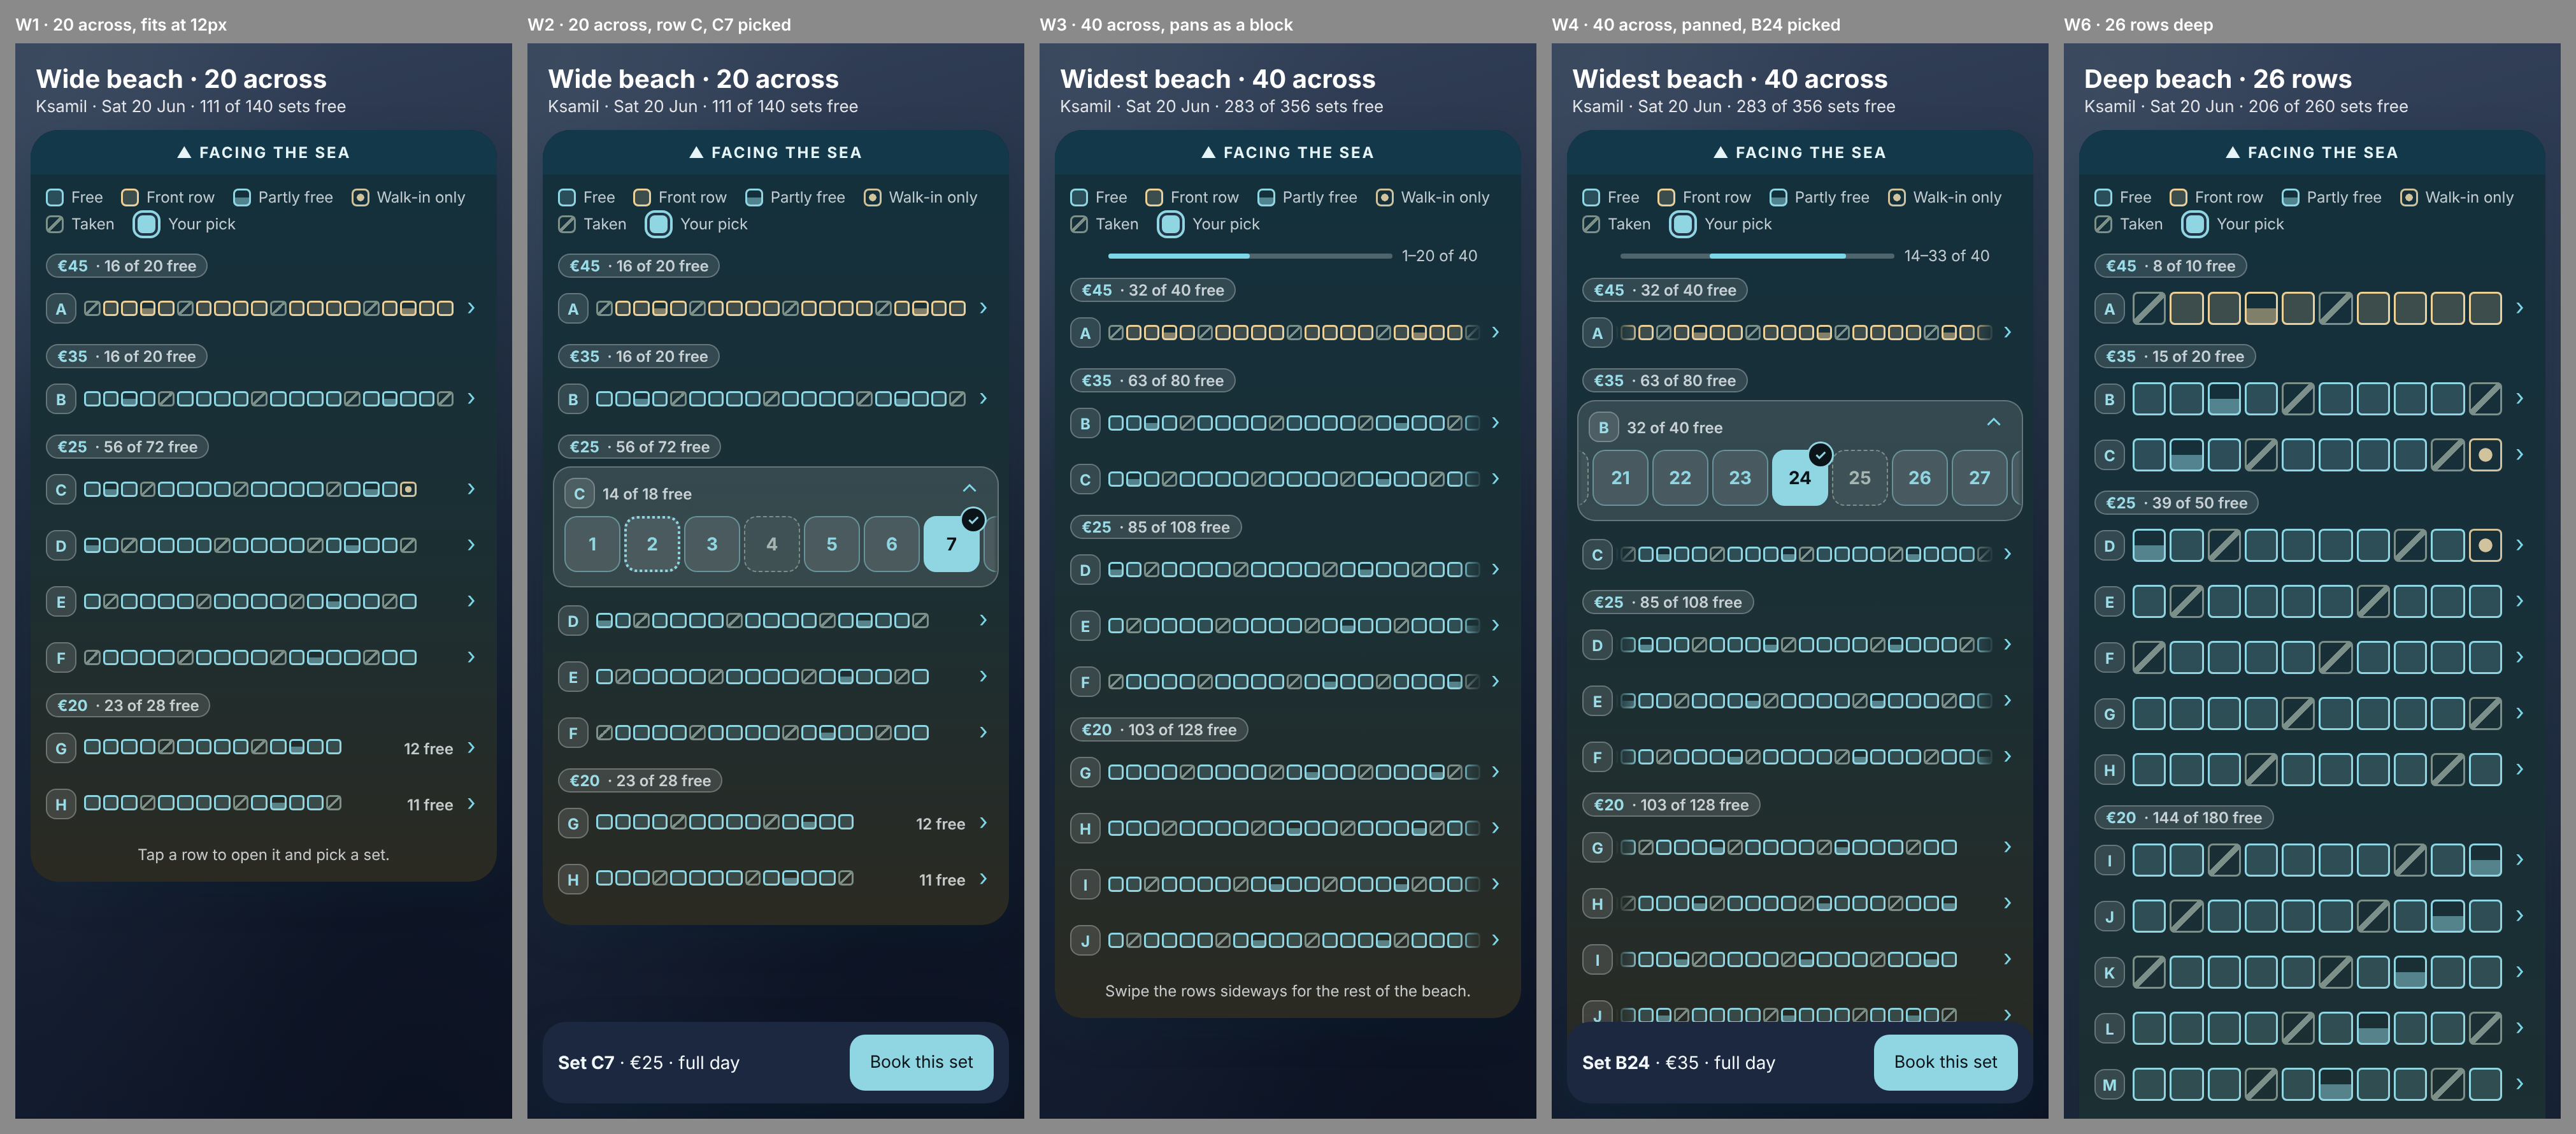 W1 · 20 across, fits at 12px
Wide beach · 20 across
Ksamil · Sat 20 Jun · 111 of 140 sets free
▲ FACING THE SEA
Free Front row Partly free Walk-in only
Taken Your pick
€45 · 16 of 20 free
A
€35 · 16 of 20 free
B
€25 · 56 of 72 free
C
D
E
F
€20 · 23 of 28 free
G 12 free
H 11 free
Tap a row to open it and pick a set.
W2 · 20 across, row C, C7 picked
Wide beach · 20 across
Ksamil · Sat 20 Jun · 111 of 140 sets free
▲ FACING THE SEA
Free Front row Partly free Walk-in only
Taken Your pick
€45 · 16 of 20 free
A
€35 · 16 of 20 free
B
€25 · 56 of 72 free
C 14 of 18 free
1 2 3 4 5 6 7
D
E
F
€20 · 23 of 28 free
G 12 free
H 11 free
Set C7 · €25 · full day Book this set
W3 · 40 across, pans as a block
Widest beach · 40 across
Ksamil · Sat 20 Jun · 283 of 356 sets free
▲ FACING THE SEA
Free Front row Partly free Walk-in only
Taken Your pick
1–20 of 40
€45 · 32 of 40 free
A
€35 · 63 of 80 free
B
C
€25 · 85 of 108 free
D
E
F
€20 · 103 of 128 free
G
H
I
J
Swipe the rows sideways for the rest of the beach.
W4 · 40 across, panned, B24 picked
Widest beach · 40 across
Ksamil · Sat 20 Jun · 283 of 356 sets free
▲ FACING THE SEA
Free Front row Partly free Walk-in only
Taken Your pick
14–33 of 40
€45 · 32 of 40 free
A
€35 · 63 of 80 free
B 32 of 40 free
21 22 23 24 25 26 27
C
€25 · 85 of 108 free
D
E
F
€20 · 103 of 128 free
G
H
I
J
Set B24 · €35 · full day Book this set
W6 · 26 rows deep
Deep beach · 26 rows
Ksamil · Sat 20 Jun · 206 of 260 sets free
▲ FACING THE SEA
Free Front row Partly free Walk-in only
Taken Your pick
€45 · 8 of 10 free
A
€35 · 15 of 20 free
B
C
€25 · 39 of 50 free
D
E
F
G
H
€20 · 144 of 180 free
I
J
K
L
M